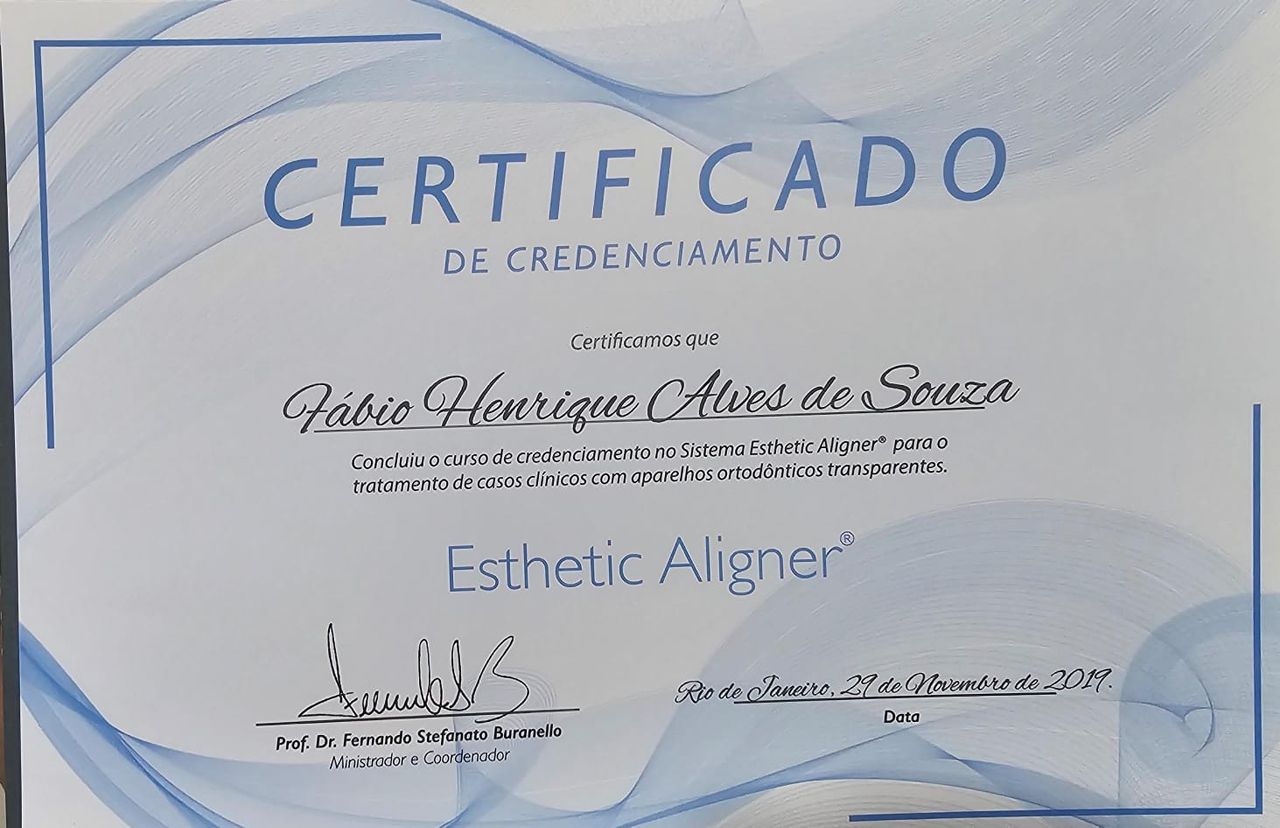 CERTIFICADO
DE CREDENCIAMENTO
Certificamos que
Fábio Henrique Alves de Souza
Concluiu o curso de credenciamento no Sistema Esthetic Aligner® para o
tratamento de casos clínicos com aparelhos ortodônticos transparentes.
Esthetic Aligner®
Rio de Janeiro, 29 de Novembro de 2019.
Data
Prof. Dr. Fernando Stefanato Buranello
Ministrador e Coordenador